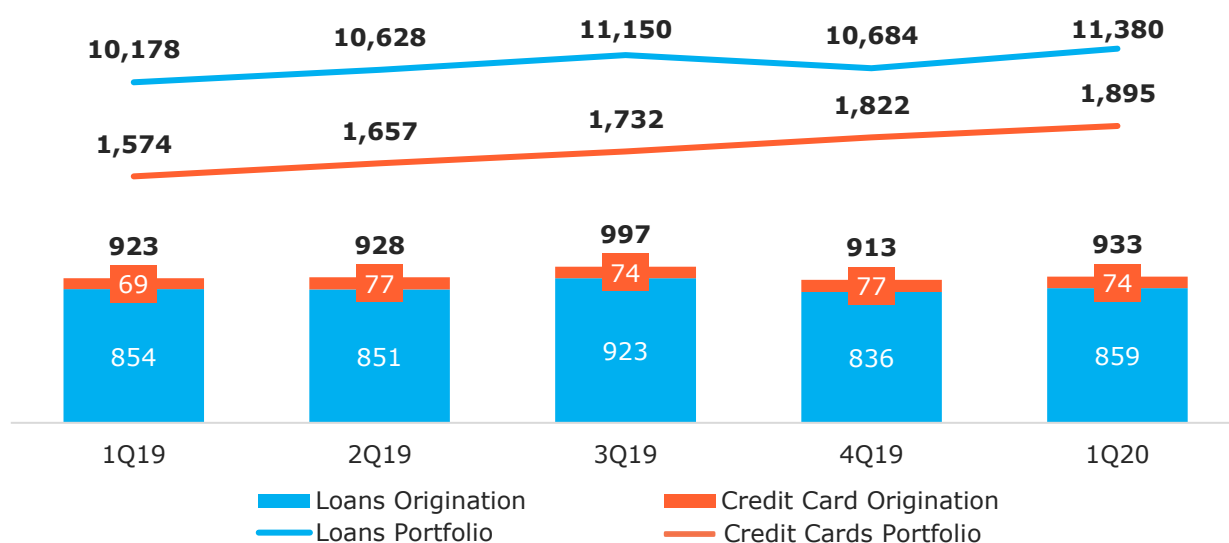 10,178 10,628 11,150 10,684 11,380
1,574 1,657 1,732 1,822 1,895
923 928 997 913 933
69 77 74 77 74
854 851 923 836 859
1Q19 2Q19 3Q19 4Q19 1Q20
Loans Origination Credit Card Origination
Loans Portfolio Credit Cards Portfolio